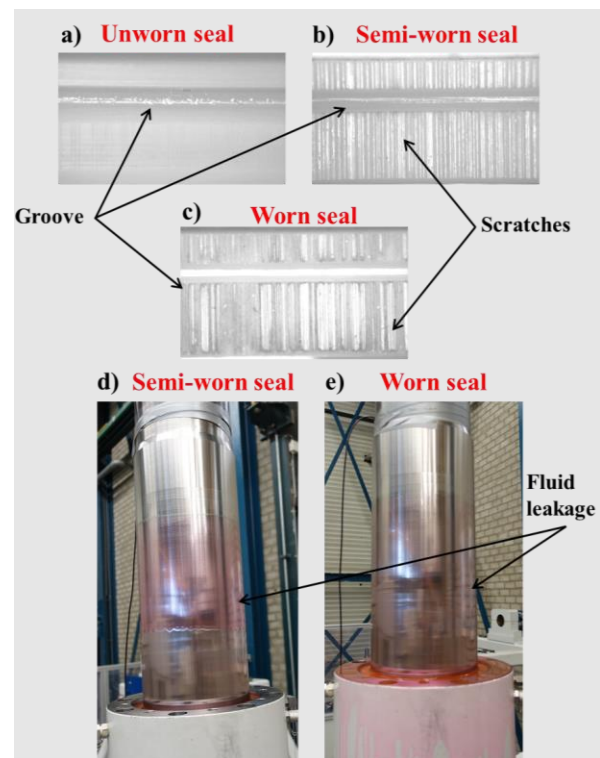 a) Unworn seal
b) Semi-worn seal
Groove
c) Worn seal
Scratches
d) Semi-worn seal
e) Worn seal
Fluid
leakage